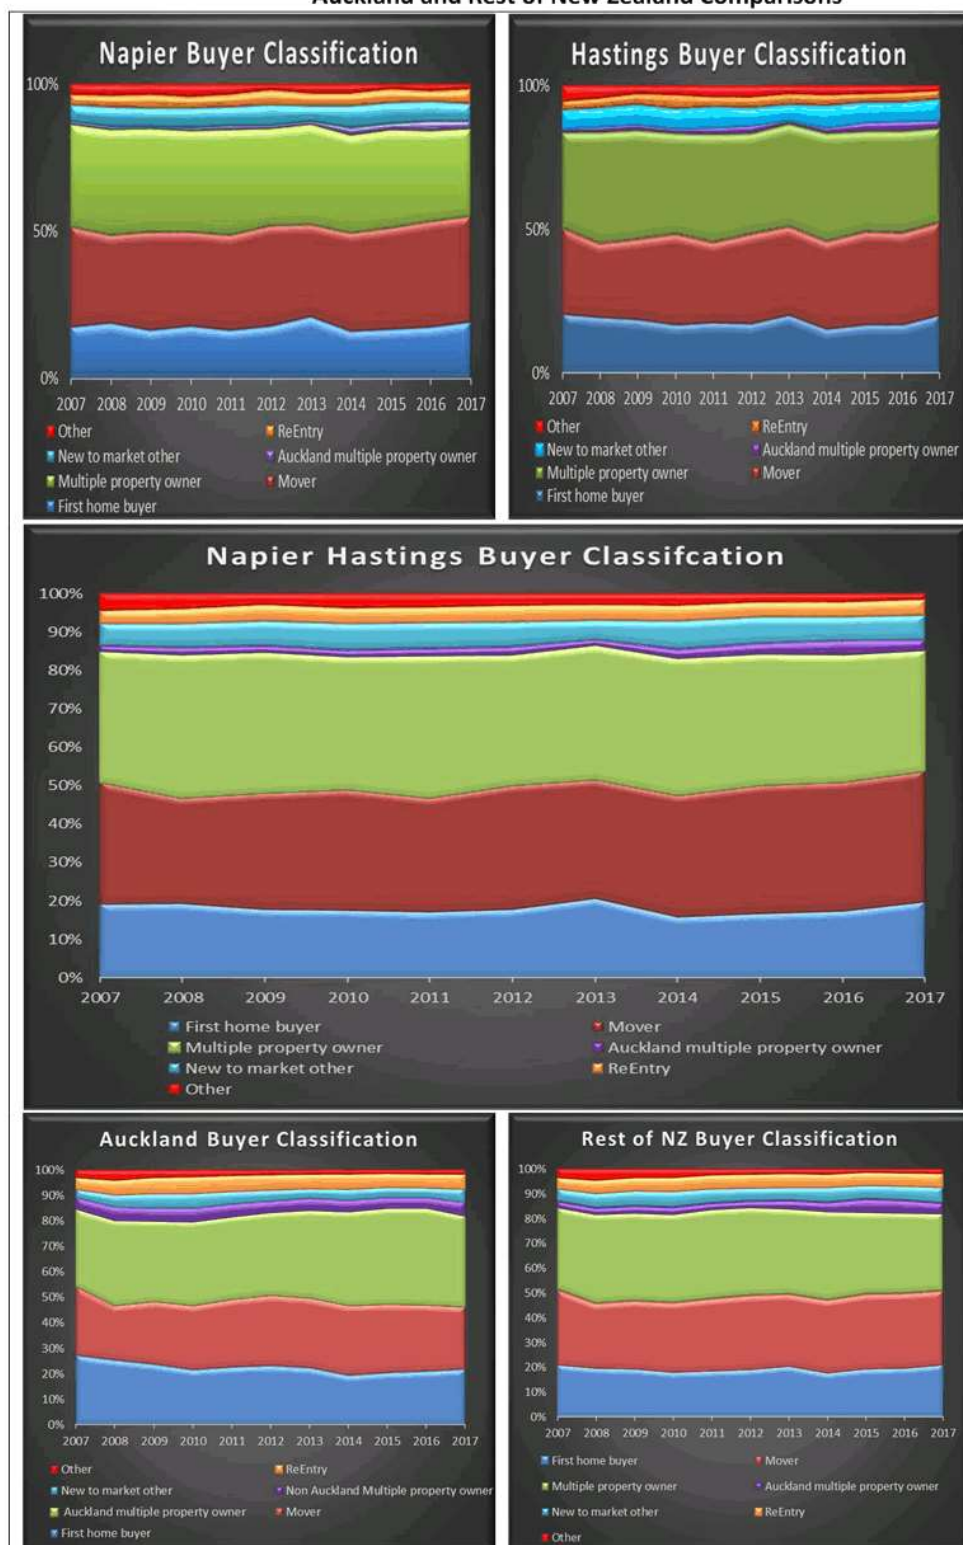 Auckland and Rest of New Zealand Comparisons
Napier Buyer Classification
100%
50%
0%
2007 2008 2009 2010 2011 2012 2013 2014 2015 2016 2017
Other ReEntry
New to market other Auckland multiple property owner
Multiple property owner Mover
First home buyer
Hastings Buyer Classification
100%
50%
0%
2007 2008 2009 2010 2011 2012 2013 2014 2015 2016 2017
Other ReEntry
New to market other Auckland multiple property owner
Multiple property owner Mover
First home buyer
Napier Hastings Buyer Classifcation
100%
90%
80%
70%
60%
50%
40%
30%
20%
10%
0%
2007 2008 2009 2010 2011 2012 2013 2014 2015 2016 2017
First home buyer Mover
Multiple property owner Auckland multiple property owner
New to market other ReEntry
Other
Auckland Buyer Classification
100%
90%
80%
70%
60%
50%
40%
30%
20%
10%
0%
2007 2008 2009 2010 2011 2012 2013 2014 2015 2016 2017
Other ReEntry
New to market other Non Auckland Multiple property owner
Auckland multiple property owner Mover
First home buyer
Rest of NZ Buyer Classification
100%
90%
80%
70%
60%
50%
40%
30%
20%
10%
0%
2007 2008 2009 2010 2011 2012 2013 2014 2015 2016 2017
First home buyer Mover
Multiple property owner Auckland multiple property owner
New to market other ReEntry
Other